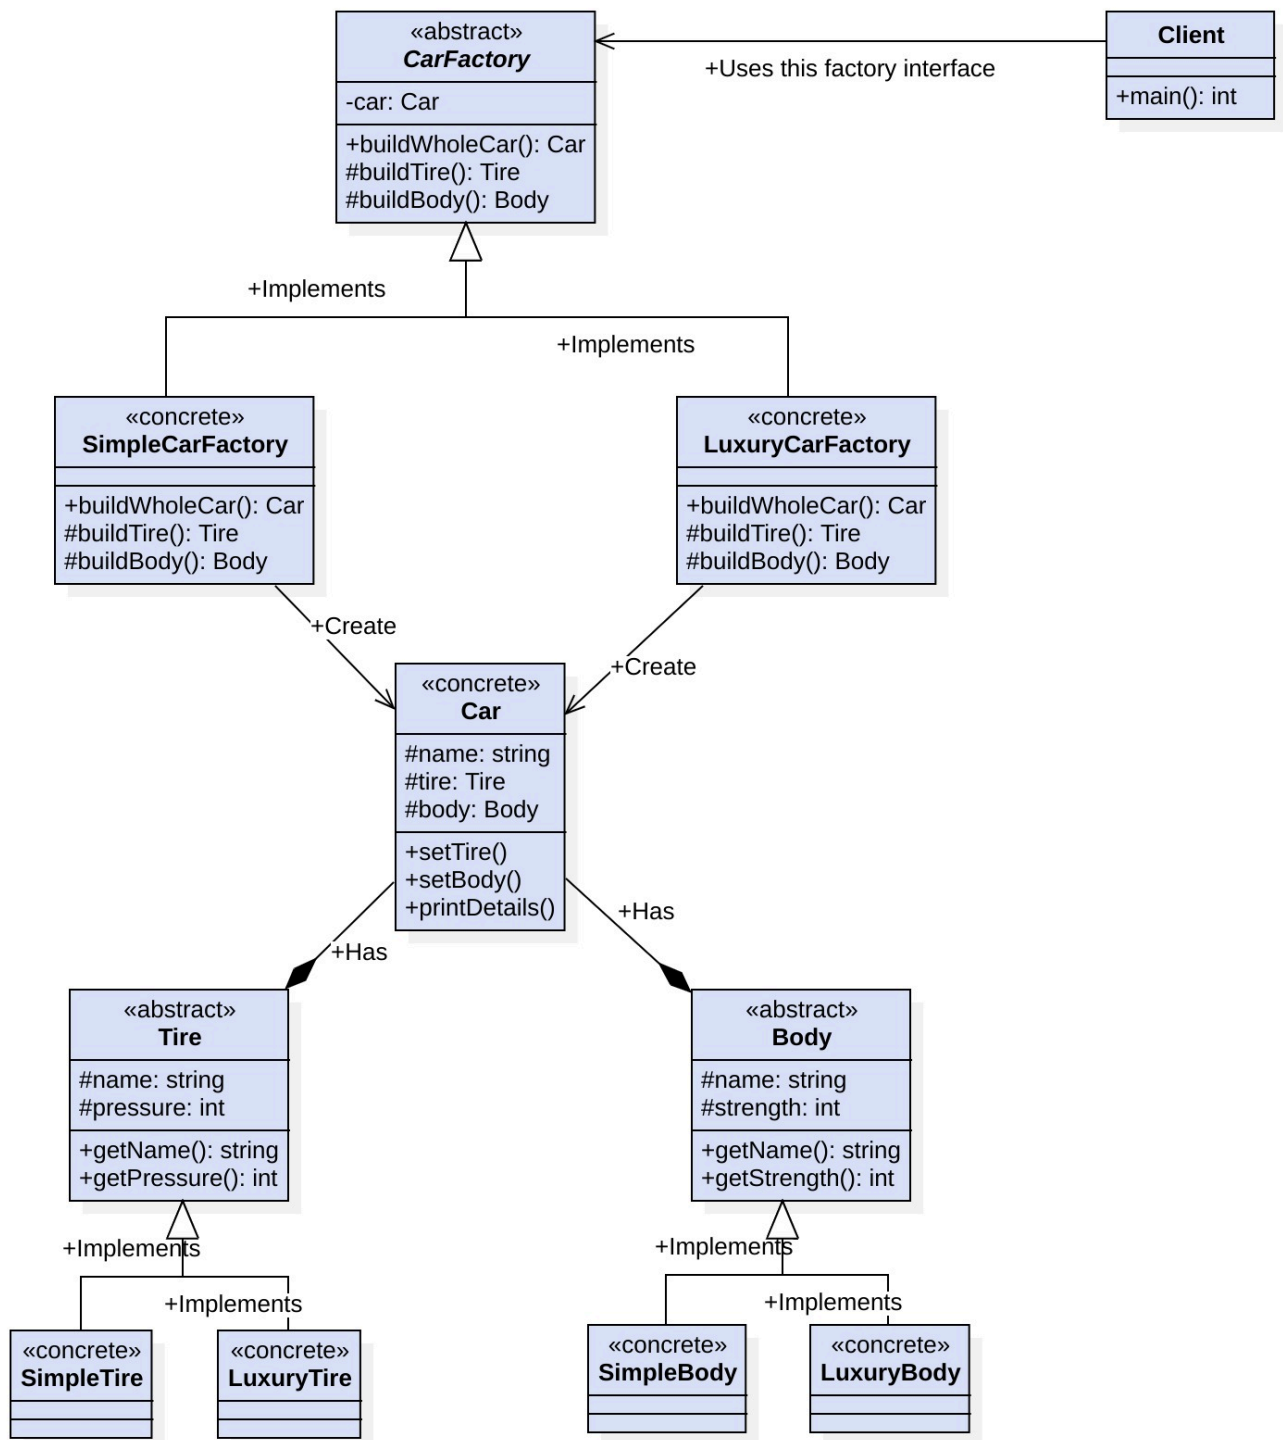 «abstract»
CarFactory
-car: Car
+buildWholeCar(): Car
#buildTire(): Tire
#buildBody(): Body
Client
+main(): int
+Uses this factory interface
+Implements
+Implements
«concrete»
SimpleCarFactory
+buildWholeCar(): Car
#buildTire(): Tire
#buildBody(): Body
«concrete»
LuxuryCarFactory
+buildWholeCar(): Car
#buildTire(): Tire
#buildBody(): Body
+Create
+Create
«concrete»
Car
#name: string
#tire: Tire
#body: Body
+setTire()
+setBody()
+printDetails()
+Has
+Has
«abstract»
Tire
#name: string
#pressure: int
+getName(): string
+getPressure(): int
«abstract»
Body
#name: string
#strength: int
+getName(): string
+getStrength(): int
+Implements
+Implements
+Implements
+Implements
«concrete»
SimpleTire
«concrete»
LuxuryTire
«concrete»
SimpleBody
«concrete»
LuxuryBody